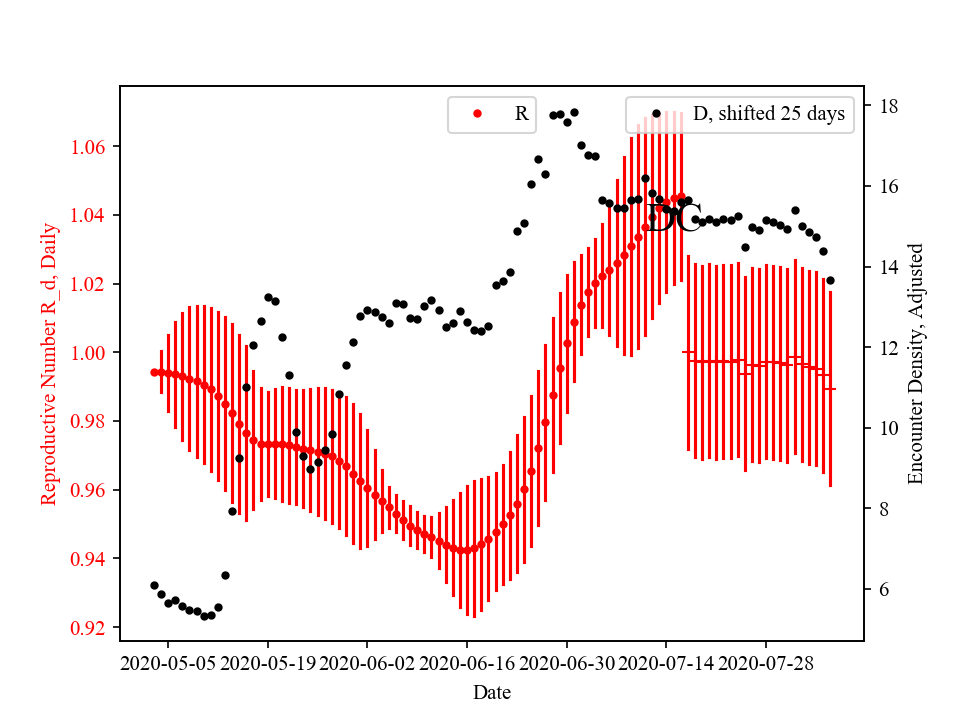 R
D, shifted 25 days
DC
Reproductive Number R_d, Daily
1.06
1.04
1.02
1.00
0.98
0.96
0.94
0.92
18
16
14
12
10
8
6
Encounter Density, Adjusted
2020-05-05 2020-05-19 2020-06-02 2020-06-16 2020-06-30 2020-07-14 2020-07-28
Date